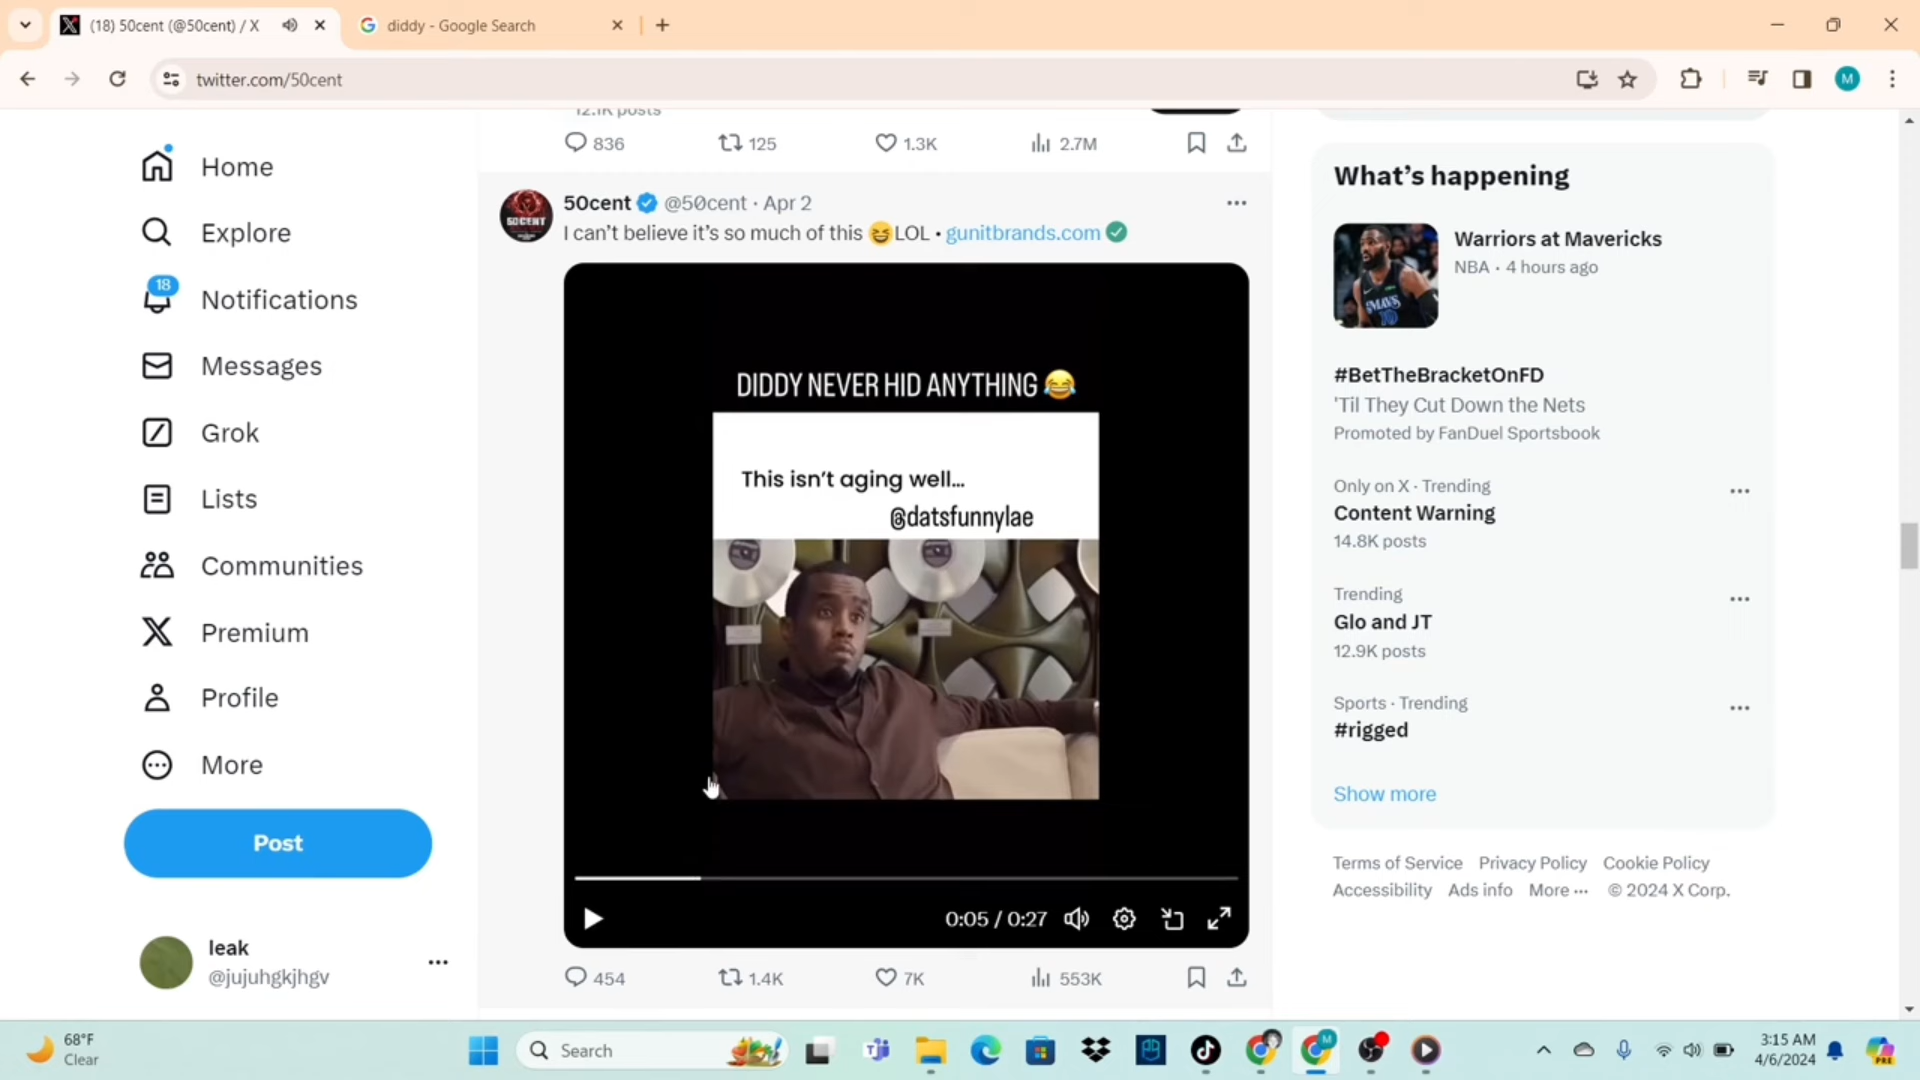 (18) 50cent (@50cent) / X
diddy - Google Search
twitter.com/50cent
M
Home
Explore
18
Notifications
Messages
Grok
Lists
Communities
Premium
Profile
More
Post
leak
@jujuhgkjhgv
12.1K posts
836 125 1.3K 2.7M
50 CENT
50cent @50cent · Apr 2
I can't believe it's so much of this 😆LOL • gunitbrands.com ✅
DIDDY NEVER HID ANYTHING 😂
This isn't aging well...
@datsfunnylae
0:05 / 0:27
454 1.4K 7K 553K
What's happening
Warriors at Mavericks
NBA · 4 hours ago
#BetTheBracketOnFD
'Til They Cut Down the Nets
Promoted by FanDuel Sportsbook
Only on X · Trending
Content Warning
14.8K posts
Trending
Glo and JT
12.9K posts
Sports · Trending
#rigged
Show more
Terms of Service Privacy Policy Cookie Policy
Accessibility Ads info More ··· © 2024 X Corp.
68°F
Clear
Search
3:15 AM
4/6/2024
PRE